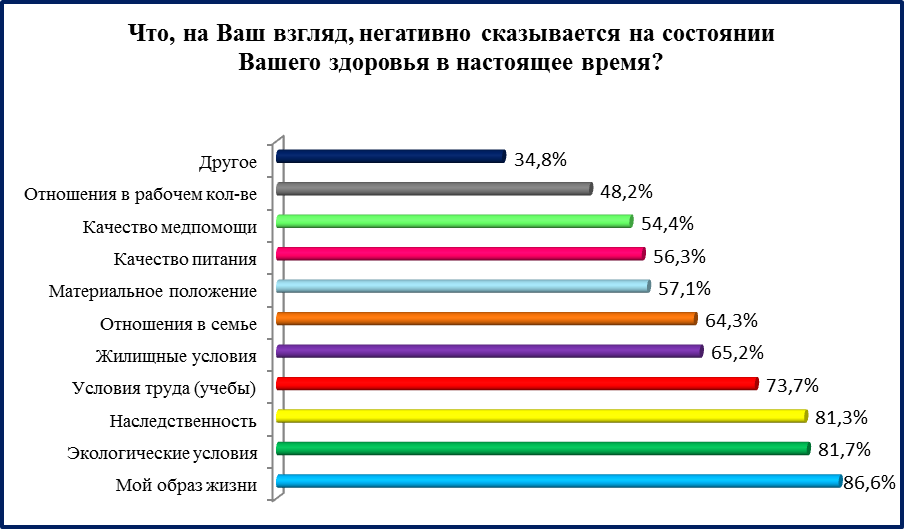 Что, на Ваш взгляд, негативно сказывается на состоянии
Вашего здоровья в настоящее время?
Другое 34,8%
Отношения в рабочем кол-ве 48,2%
Качество медпомощи 54,4%
Качество питания 56,3%
Материальное положение 57,1%
Отношения в семье 64,3%
Жилищные условия 65,2%
Условия труда (учебы) 73,7%
Наследственность 81,3%
Экологические условия 81,7%
Мой образ жизни 86,6%